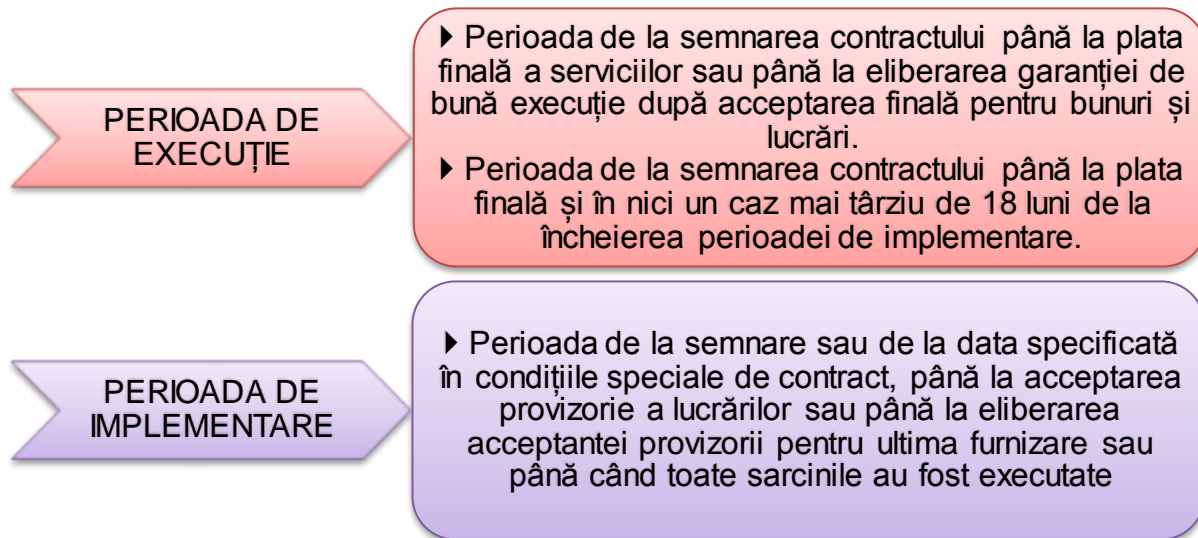 PERIOADA DE
EXECUȚIE
▶ Perioada de la semnarea contractului până la plata
finală a serviciilor sau până la eliberarea garanției de
bună execuție după acceptarea finală pentru bunuri și
lucrări.
▶ Perioada de la semnarea contractului până la plata
finală și în nici un caz mai târziu de 18 luni de la
încheierea perioadei de implementare.
PERIOADA DE
IMPLEMENTARE
▶ Perioada de la semnare sau de la data specificată
în condițiile speciale de contract, până la acceptarea
provizorie a lucrărilor sau până la eliberarea
acceptantei provizorii pentru ultima furnizare sau
până când toate sarcinile au fost executate